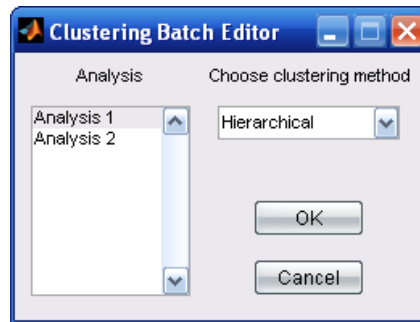 Clustering Batch Editor
Analysis
Choose clustering method
Analysis 1
Analysis 2
Hierarchical
OK
Cancel